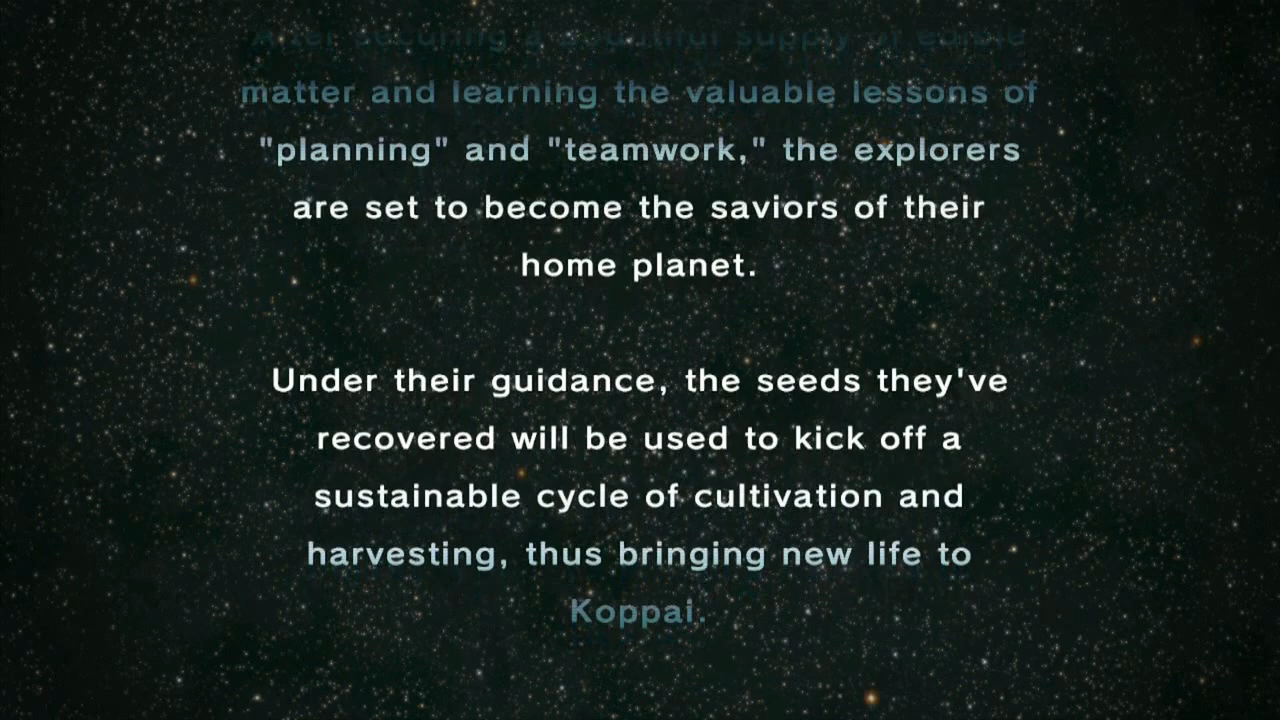 After securing a bountiful supply of edible
matter and learning the valuable lessons of
"planning" and "teamwork," the explorers
are set to become the saviors of their
home planet.
Under their guidance, the seeds they've
recovered will be used to kick off a
sustainable cycle of cultivation and
harvesting, thus bringing new life to
Koppai.